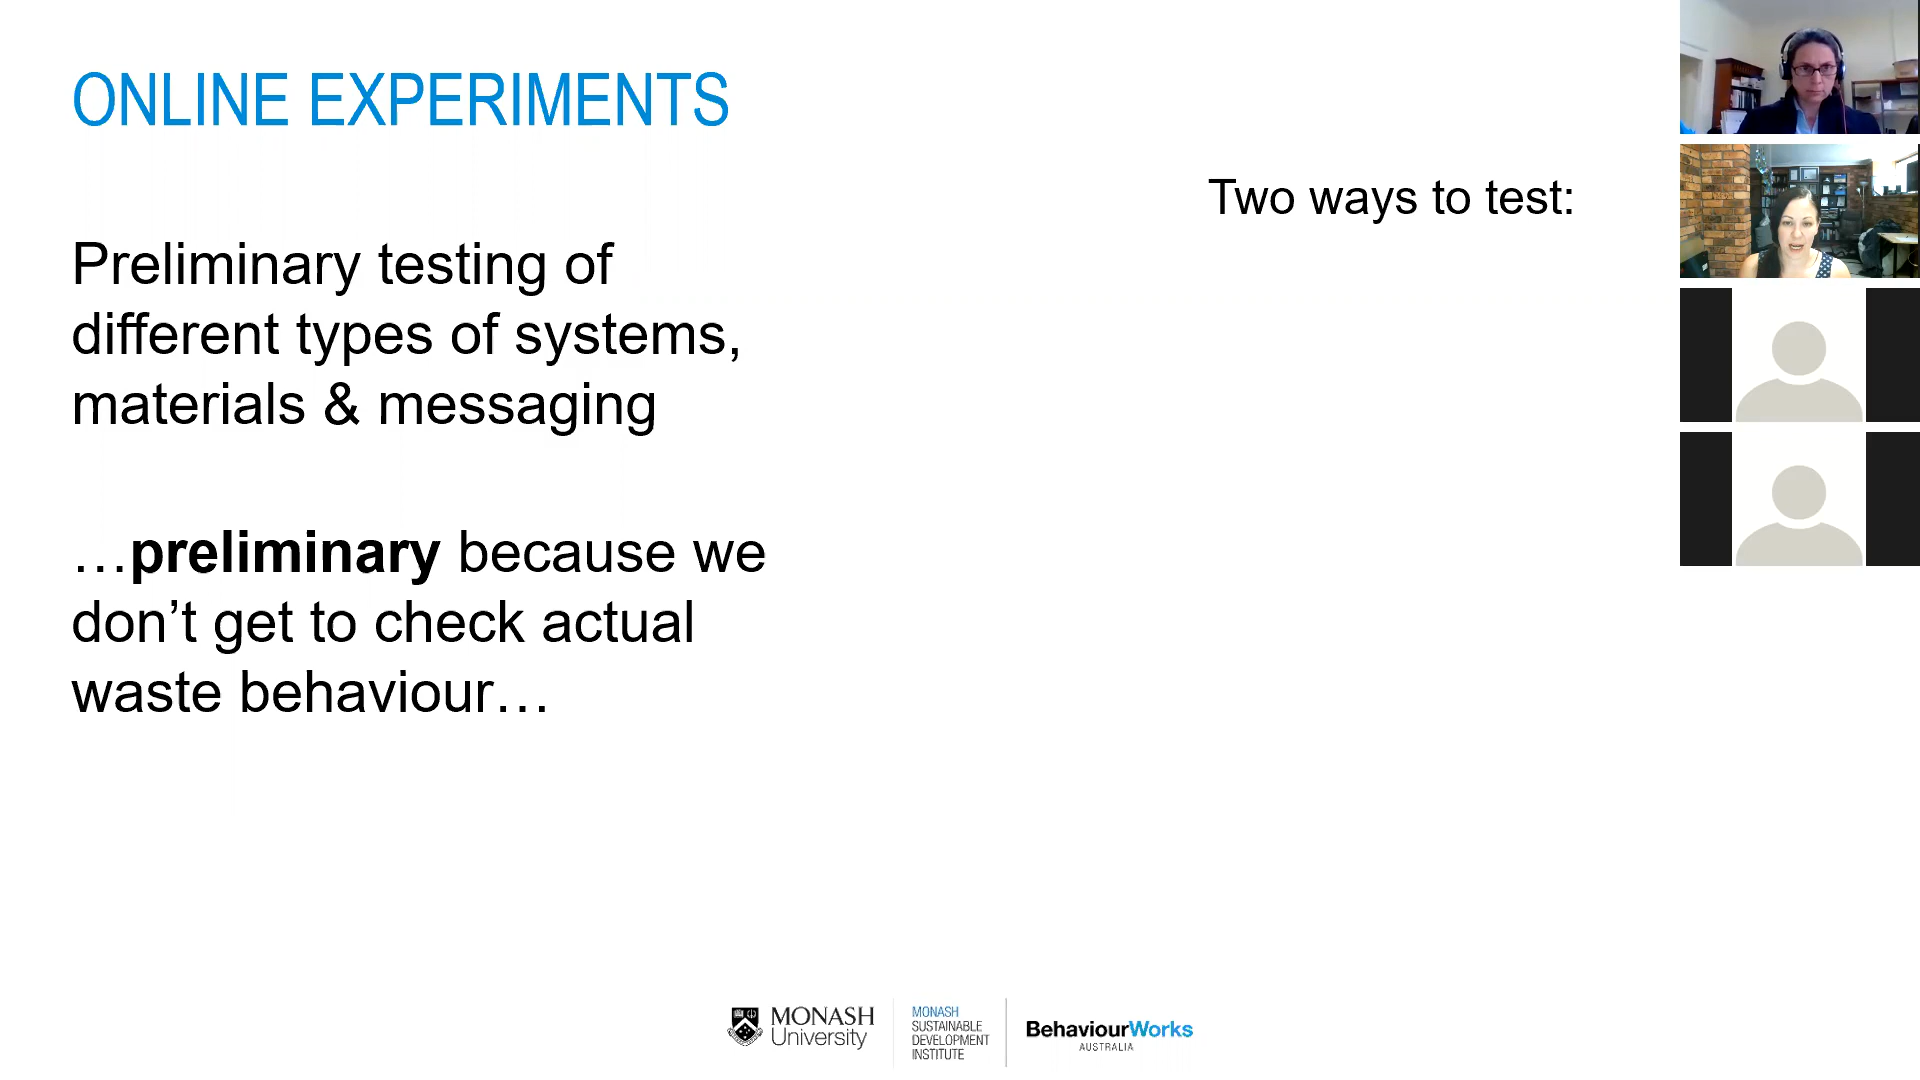 ONLINE EXPERIMENTS
Preliminary testing of
different types of systems,
materials & messaging
…preliminary because we
don’t get to check actual
waste behaviour…
Two ways to test:
MONASH
University
MONASH
SUSTAINABLE
DEVELOPMENT
INSTITUTE
BehaviourWorks
AUSTRALIA